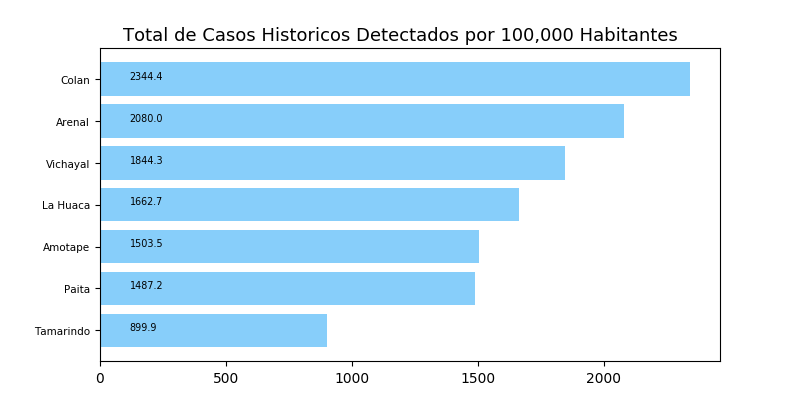 Total de Casos Historicos Detectados por 100,000 Habitantes
Colan 2344.4
Arenal 2080.0
Vichayal 1844.3
La Huaca 1662.7
Amotape 1503.5
Paita 1487.2
Tamarindo 899.9
0 500 1000 1500 2000